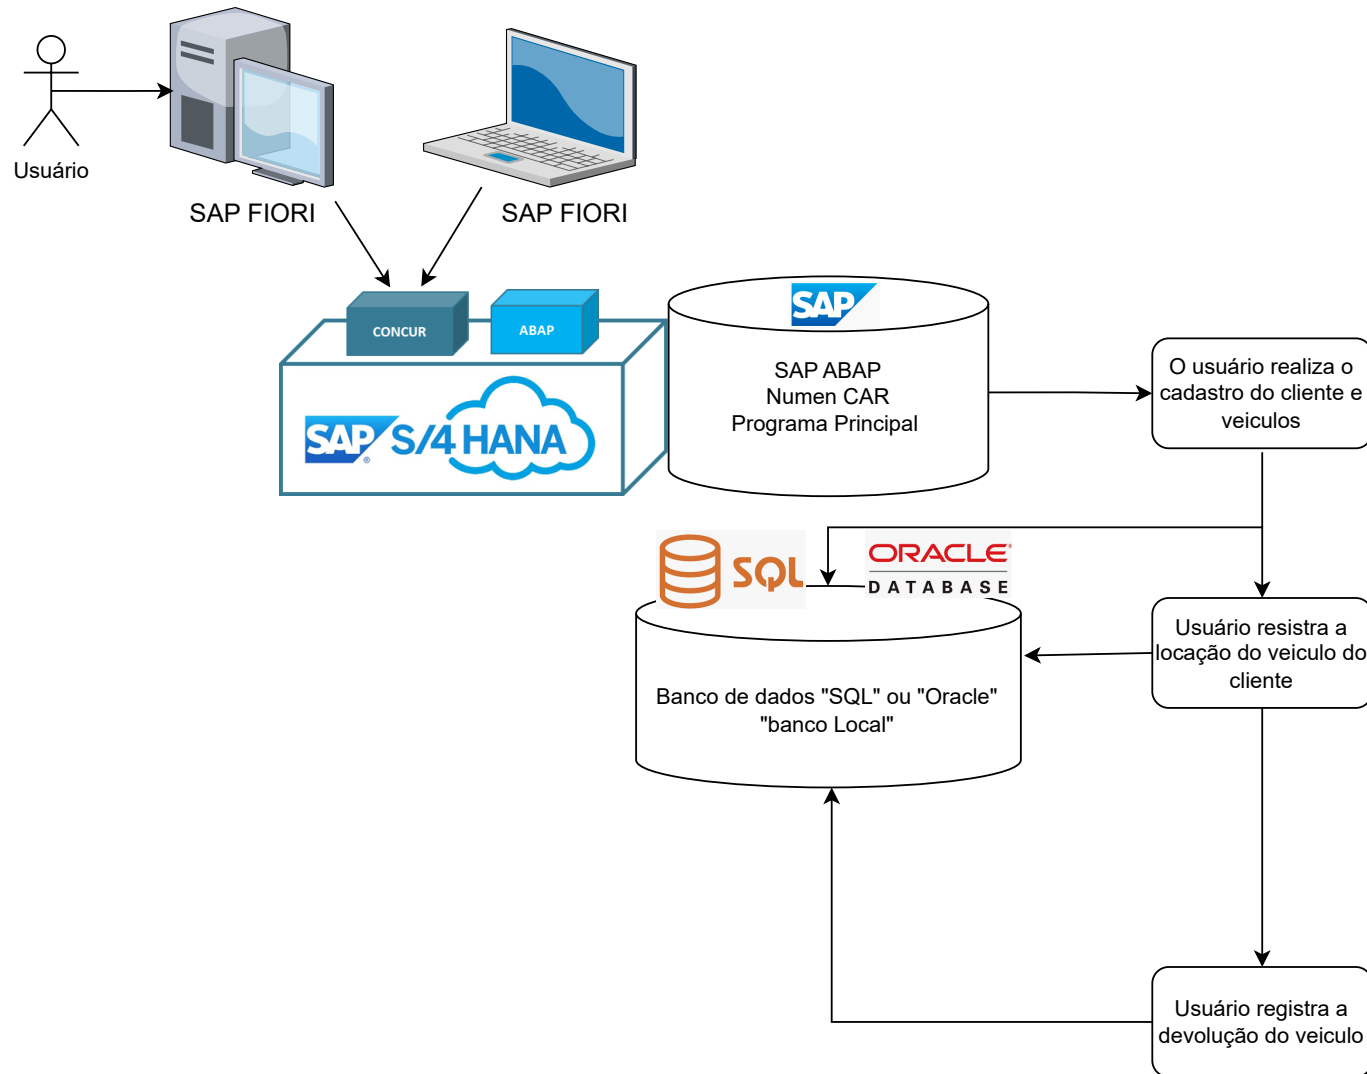 Usuário
SAP FIORI
SAP FIORI
CONCUR
ABAP
SAP S/4 HANA
®
SAP
SAP ABAP
Numen CAR
Programa Principal
O usuário realiza o
cadastro do cliente e
veiculos
SQL
ORACLE
DATABASE
Usuário resistra a
locação do veiculo do
cliente
Banco de dados "SQL" ou "Oracle"
"banco Local"
Usuário registra a
devolução do veiculo